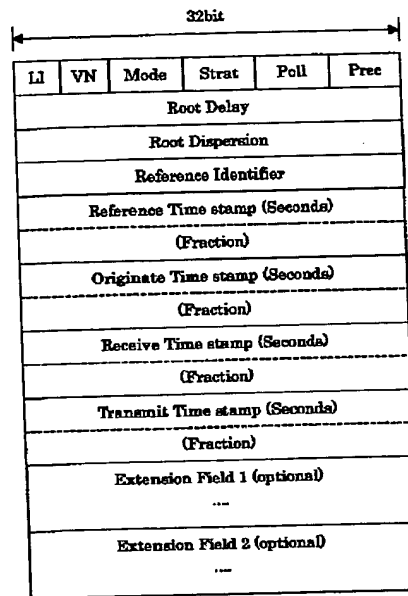 32bit
LI VN Mode Strat Poll Prec
Root Delay
Root Dispersion
Reference Identifier
Reference Time stamp (Seconds)
(Fraction)
Originate Time stamp (Seconds)
(Fraction)
Receive Time stamp (Seconds)
(Fraction)
Transmit Time stamp (Seconds)
(Fraction)
Extension Field 1 (optional)
....
Extension Field 2 (optional)
....